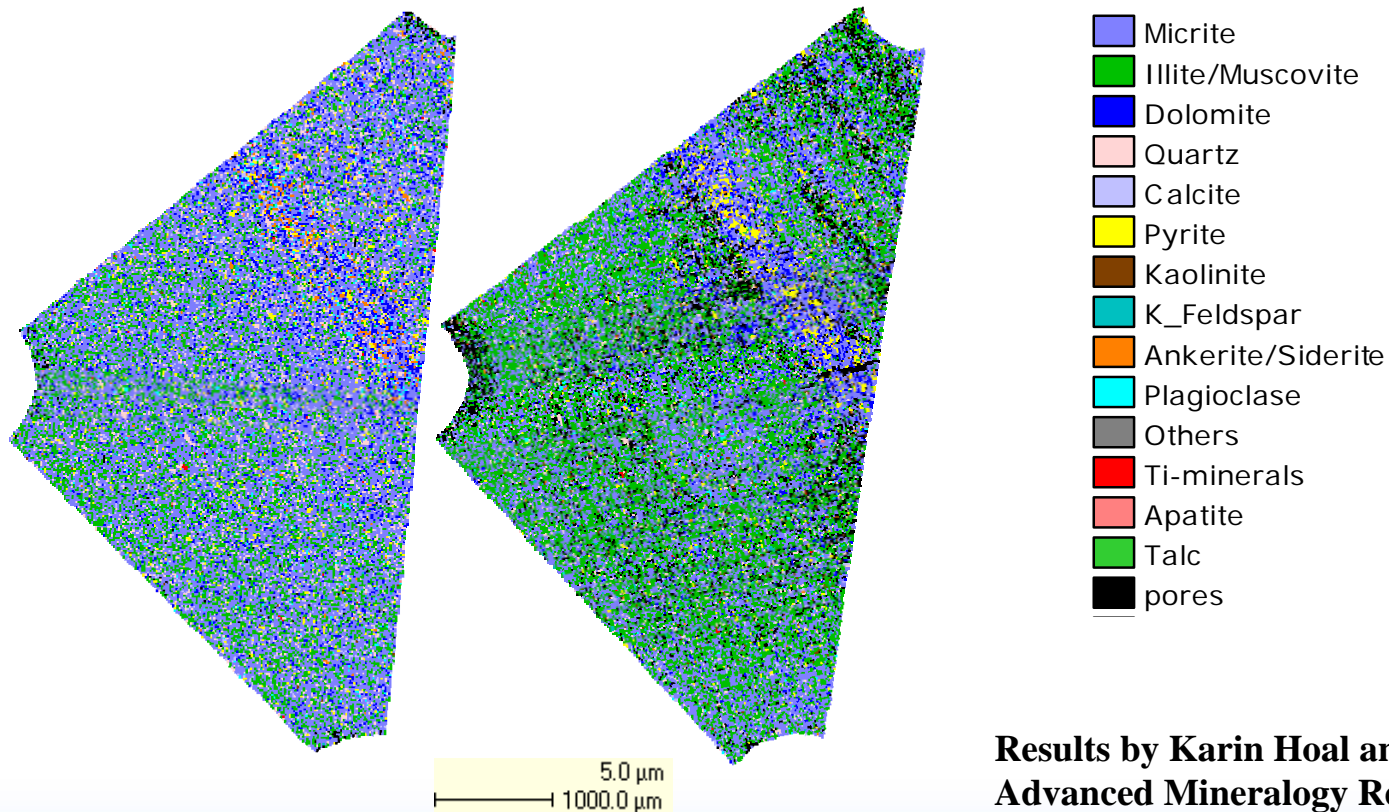 Micrite
Illite/Muscovite
Dolomite
Quartz
Calcite
Pyrite
Kaolinite
K_Feldspar
Ankerite/Siderite
Plagioclase
Others
Ti-minerals
Apatite
Talc
pores
5.0 µm
1000.0 µm
Results by Karin Hoal
Advanced Mineralogy